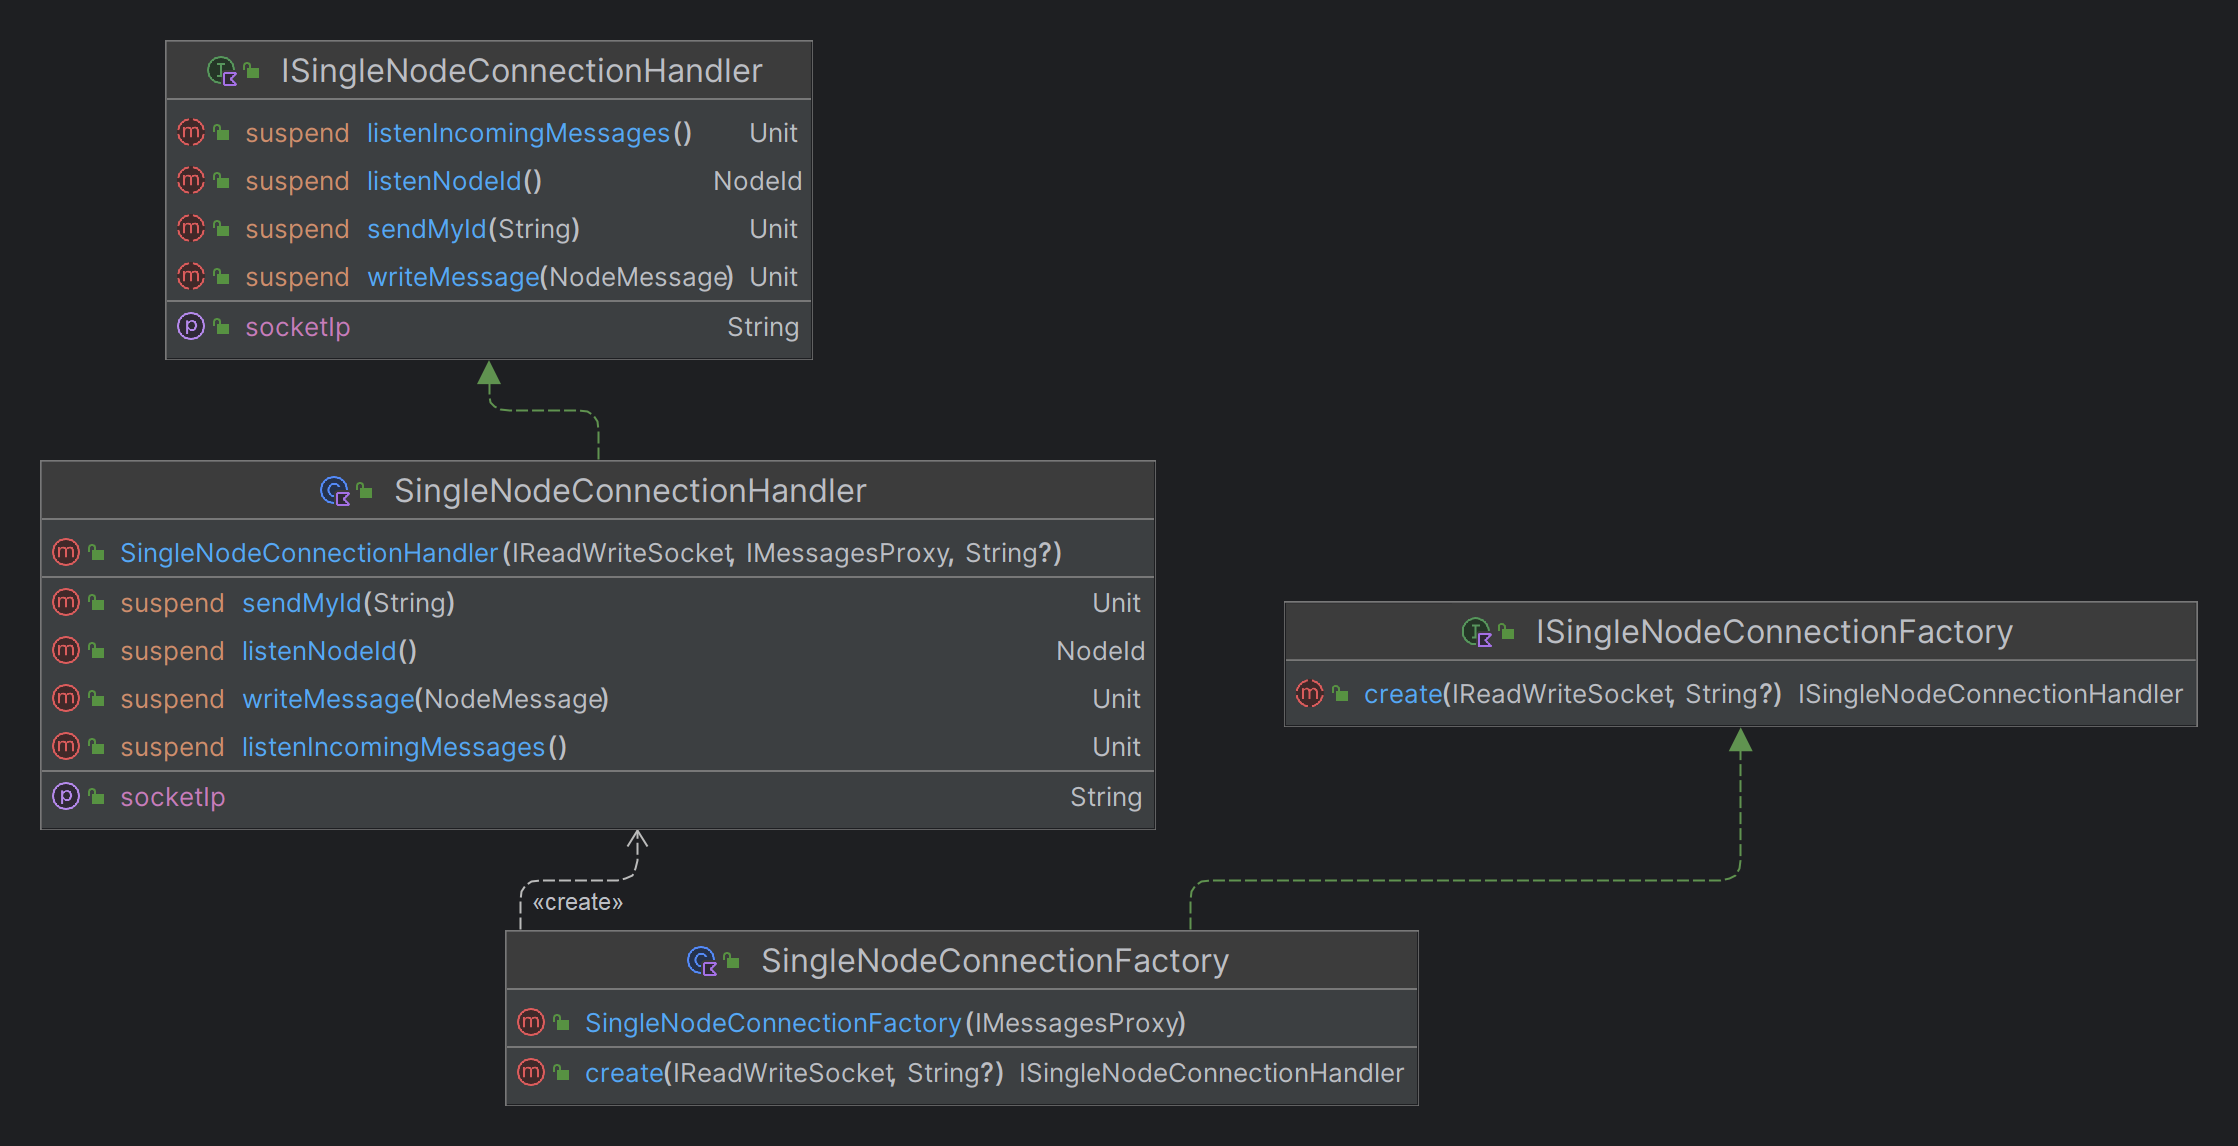 ISingleNodeConnectionHandler
suspend listenIncomingMessages() Unit
suspend listenNodeId() NodeId
suspend sendMyId(String) Unit
suspend writeMessage(NodeMessage) Unit
socketIp String
SingleNodeConnectionHandler
SingleNodeConnectionHandler(IReadWriteSocket, IMessagesProxy, String?)
suspend sendMyId(String) Unit
suspend listenNodeId() NodeId
suspend writeMessage(NodeMessage) Unit
suspend listenIncomingMessages() Unit
socketIp String
ISingleNodeConnectionFactory
create(IReadWriteSocket, String?) ISingleNodeConnectionHandler
«create»
SingleNodeConnectionFactory
SingleNodeConnectionFactory(IMessagesProxy)
create(IReadWriteSocket, String?) ISingleNodeConnectionHandler